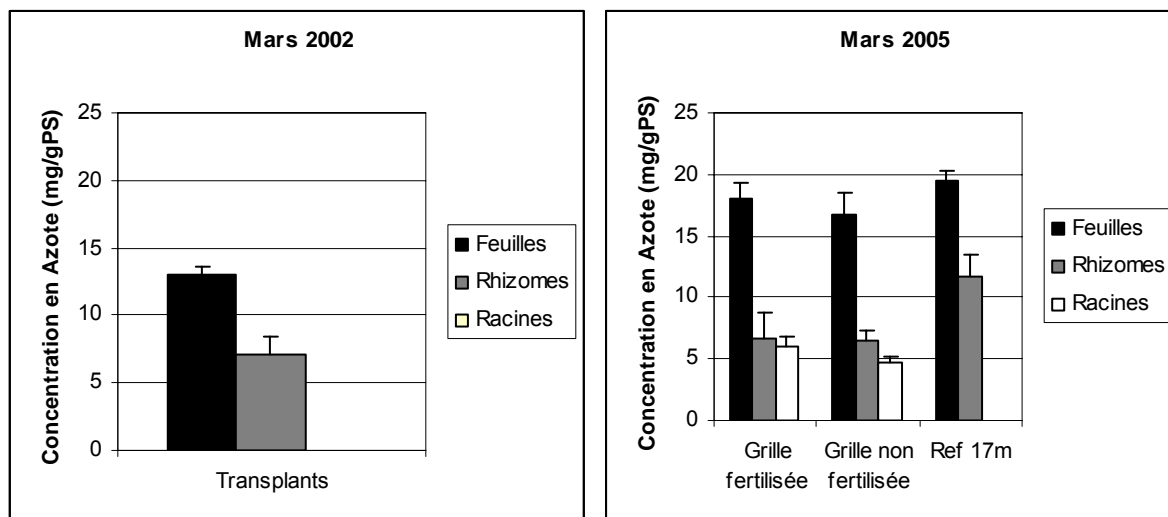 Mars 2002
Concentration en Azote (mg/gPS)
25
20
15
10
5
0
Transplants
Feuilles
Rhizomes
Racines
Mars 2005
Concentration en Azote (mg/gPS)
25
20
15
10
5
0
Grille
fertilisée
Grille non
fertilisée
Ref 17m
Feuilles
Rhizomes
Racines